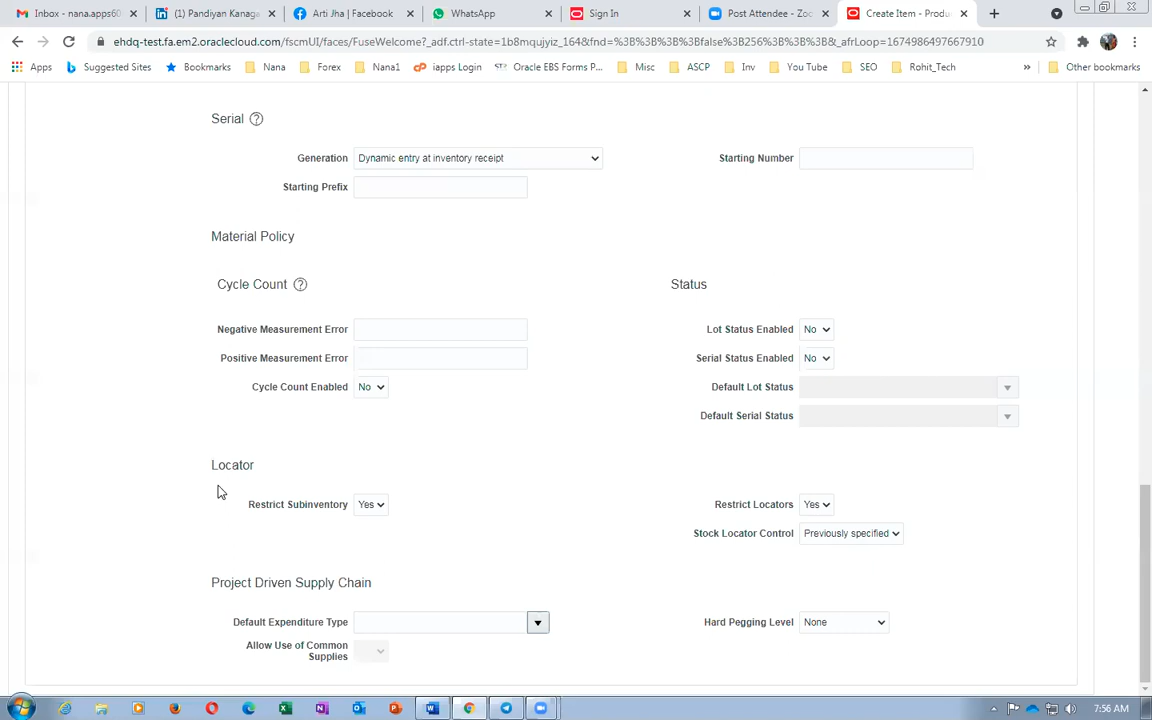 Inbox - nana.apps60
(1) Pandiyan Kanaga
Arti Jha | Facebook
WhatsApp
Sign In
Post Attendee - Zoo
Create Item - Produ
ehdq-test.fa.em2.oraclecloud.com/fscmUI/faces/FuseWelcome?_adf.ctrl-state=1b8mqujyiz_164&fnd=%3B%3B%3B%3Bfalse%3B256%3B%3B%3B&_afrLoop=1674986497667910
Apps
Suggested Sites
Bookmarks
Nana
Forex
Nana1
iapps Login
Oracle EBS Forms P...
Misc
ASCP
Inv
You Tube
SEO
Rohit_Tech
»
Other bookmarks
Serial ?
Generation Dynamic entry at inventory receipt
Starting Number
Starting Prefix
Material Policy
Cycle Count ?
Status
Negative Measurement Error
Lot Status Enabled No
Positive Measurement Error
Serial Status Enabled No
Cycle Count Enabled No
Default Lot Status
Default Serial Status
Locator
Restrict Subinventory Yes
Restrict Locators Yes
Stock Locator Control Previously specified
Project Driven Supply Chain
Default Expenditure Type
Hard Pegging Level None
Allow Use of Common
Supplies
7:56 AM